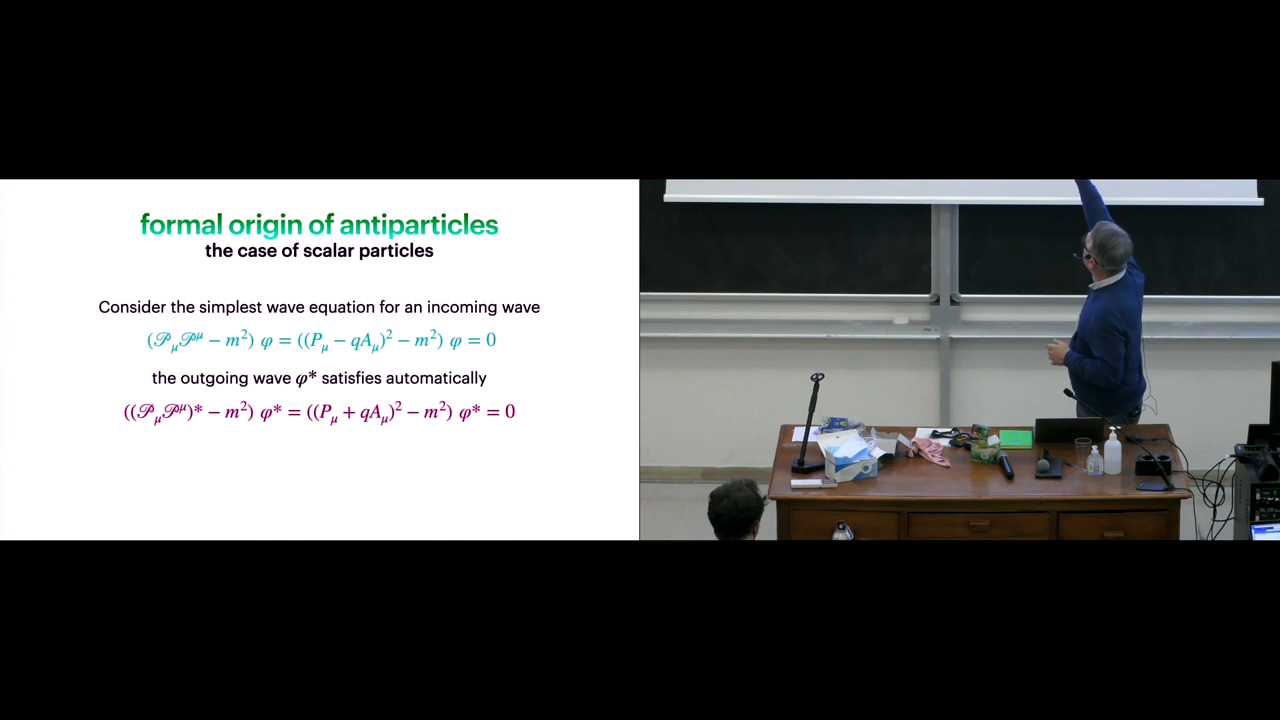 formal origin of antiparticles
the case of scalar particles
Consider the simplest wave equation for an incoming wave
(𝒫_μ𝒫^μ − m²) φ = ((P_μ − qA_μ)² − m²) φ = 0
the outgoing wave φ* satisfies automatically
((𝒫_μ𝒫^μ)* − m²) φ* = ((P_μ + qA_μ)² − m²) φ* = 0